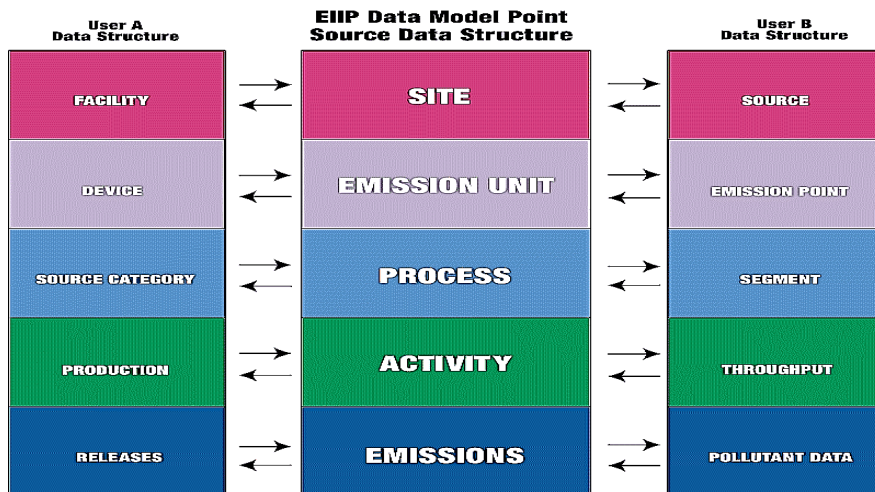 User A
Data Structure
EIIP Data Model Point
Source Data Structure
User B
Data Structure
FACILITY
SITE
SOURCE
DEVICE
EMISSION UNIT
EMISSION POINT
SOURCE CATEGORY
PROCESS
SEGMENT
PRODUCTION
ACTIVITY
THROUGHPUT
RELEASES
EMISSIONS
POLLUTANT DATA